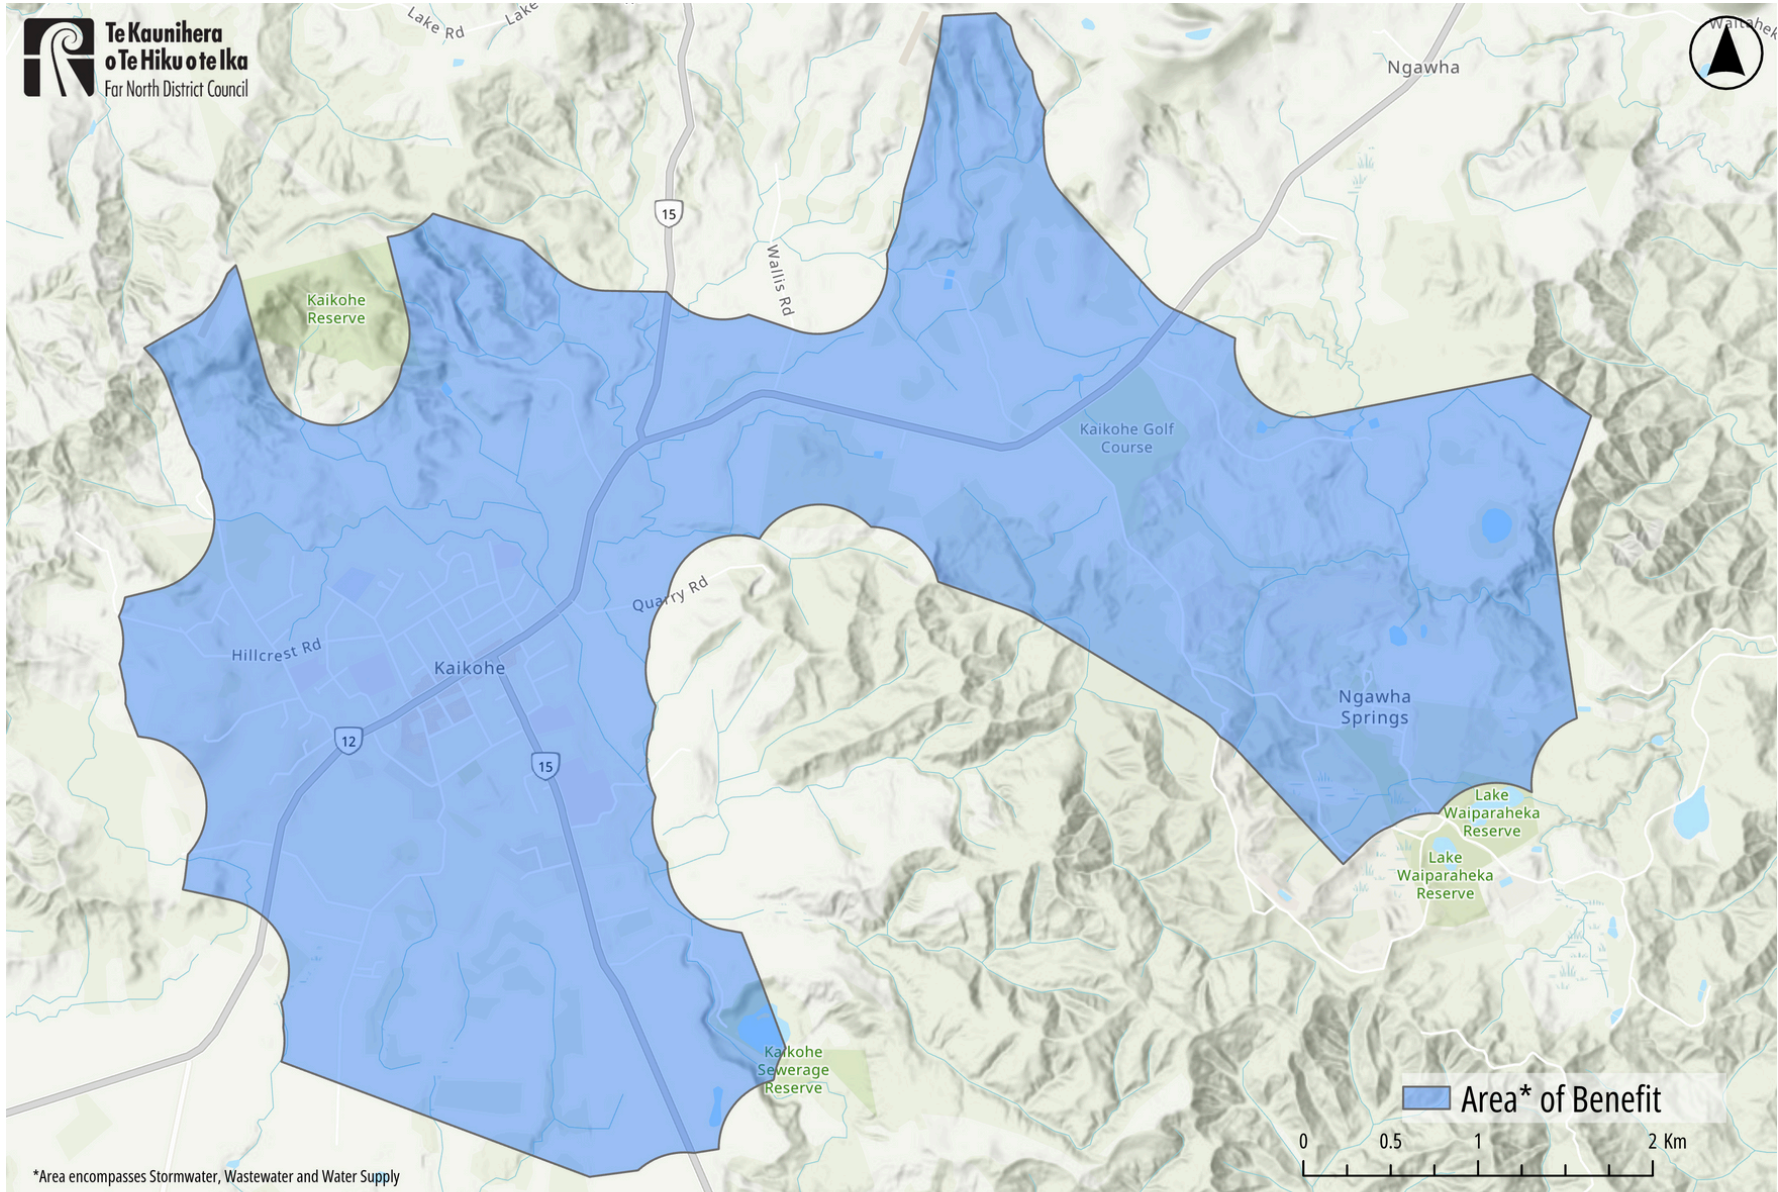 Te Kaunihera
o Te Hiku o te Ika
Far North District Council
Lake Rd
Lake
Ngawha
15
Wallis Rd
Kaikohe
Reserve
Kaikohe Golf
Course
Quarry Rd
Hillcrest Rd
Kaikohe
Ngawha
Springs
12
15
Lake
Waiparaheka
Reserve
Lake
Waiparaheka
Reserve
Kaikohe
Sewerage
Reserve
Area* of Benefit
0 0.5 1 2 Km
*Area encompasses Stormwater, Wastewater and Water Supply